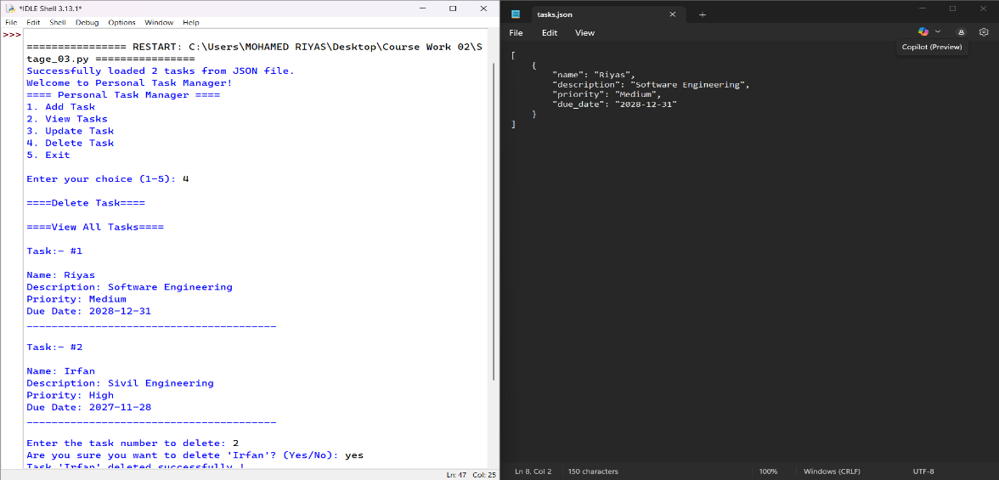 *IDLE Shell 3.13.1*
File Edit Shell Debug Options Window Help
>>>
================ RESTART: C:\Users\MOHAMED RIYAS\Desktop\Course Work 02\S
tage_03.py ================
Successfully loaded 2 tasks from JSON file.
Welcome to Personal Task Manager!
==== Personal Task Manager ====
1. Add Task
2. View Tasks
3. Update Task
4. Delete Task
5. Exit
Enter your choice (1-5): 4
====Delete Task====
====View All Tasks====
Task:- #1
Name: Riyas
Description: Software Engineering
Priority: Medium
Due Date: 2028-12-31
----------------------------------------
Task:- #2
Name: Irfan
Description: Sivil Engineering
Priority: High
Due Date: 2027-11-28
----------------------------------------
Enter the task number to delete: 2
Are you sure you want to delete 'Irfan'? (Yes/No): yes
Task 'Irfan' deleted successfully !
Ln: 47 Col: 25
tasks.json
File Edit View
Copilot (Preview)
[
    {
        "name": "Riyas",
        "description": "Software Engineering",
        "priority": "Medium",
        "due_date": "2028-12-31"
    }
]
Ln 8, Col 2 150 characters 100% Windows (CRLF) UTF-8